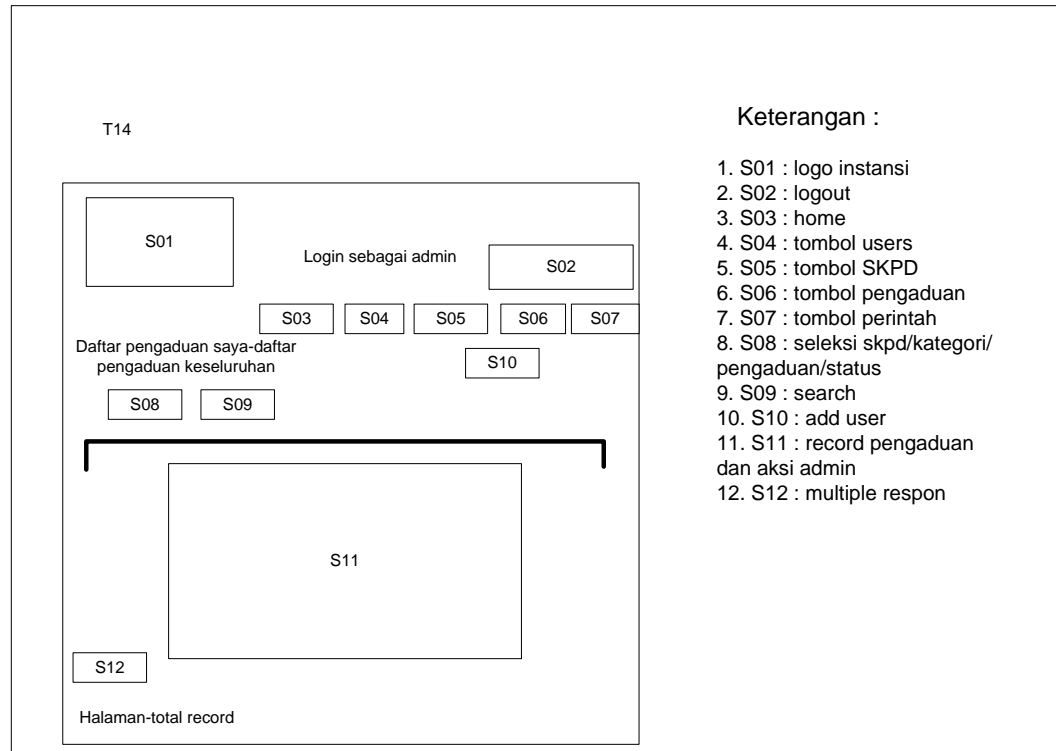 T14
S01
Login sebagai admin
S02
S03
S04
S05
S06
S07
Daftar pengaduan saya-daftar
pengaduan keseluruhan
S10
S08
S09
S11
S12
Halaman-total record
Keterangan :
1. S01 : logo instansi
2. S02 : logout
3. S03 : home
4. S04 : tombol users
5. S05 : tombol SKPD
6. S06 : tombol pengaduan
7. S07 : tombol perintah
8. S08 : seleksi skpd/kategori/
pengaduan/status
9. S09 : search
10. S10 : add user
11. S11 : record pengaduan
dan aksi admin
12. S12 : multiple respon